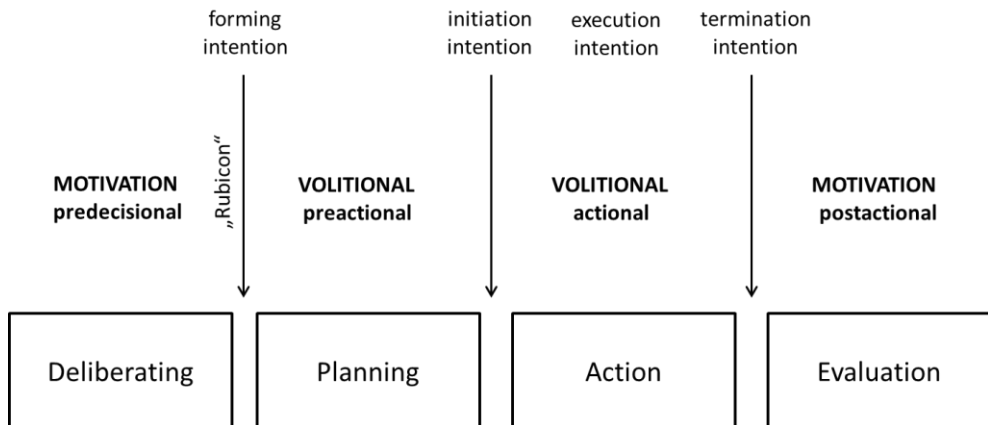 forming
intention
initiation
intention
execution
intention
termination
intention
„Rubicon“
MOTIVATION
predecisional
VOLITIONAL
preactional
VOLITIONAL
actional
MOTIVATION
postactional
Deliberating
Planning
Action
Evaluation